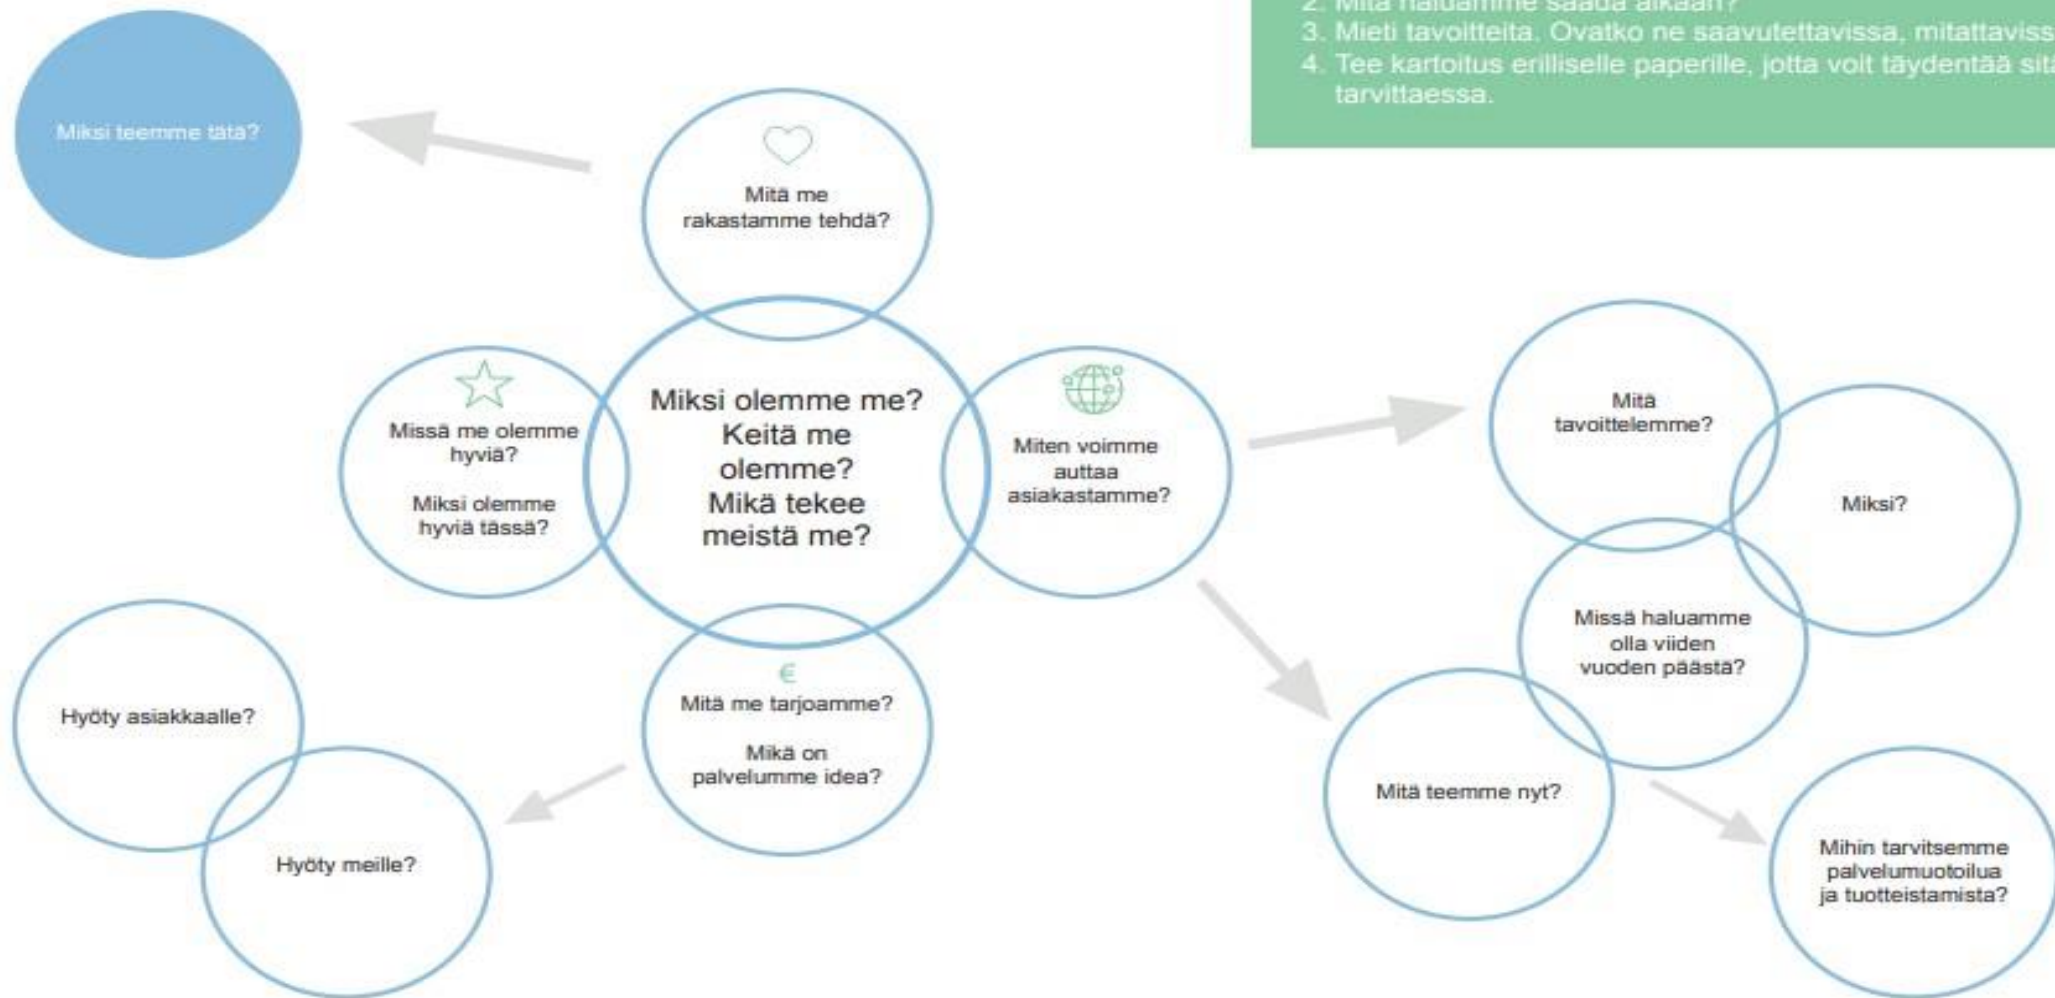 2. Mitä haluamme saada aikaan?
3. Mieti tavoitteita. Ovatko ne saavutettavissa,
4. Tee kartoitus erilliselle paperille, jotta voit täydentää sitä
tarvittaessa.
Miksi teemme tätä?
Mitä me
rakastamme tehdä?
Missä me olemme
hyviä?
Miksi olemme
hyviä tässä?
Miksi olemme me?
Keitä me
olemme?
Mikä tekee
meistä me?
Miten voimme
auttaa
asiakastamme?
€
Mitä me tarjoamme?
Mikä on
palvelumme idea?
Hyöty asiakkaalle?
Hyöty meille?
Mitä
tavoittelemme?
Miksi?
Missä haluamme
olla viiden
vuoden päästä?
Mitä teemme nyt?
Mihin tarvitsemme
palvelumuotoilua
ja tuotteistamista?